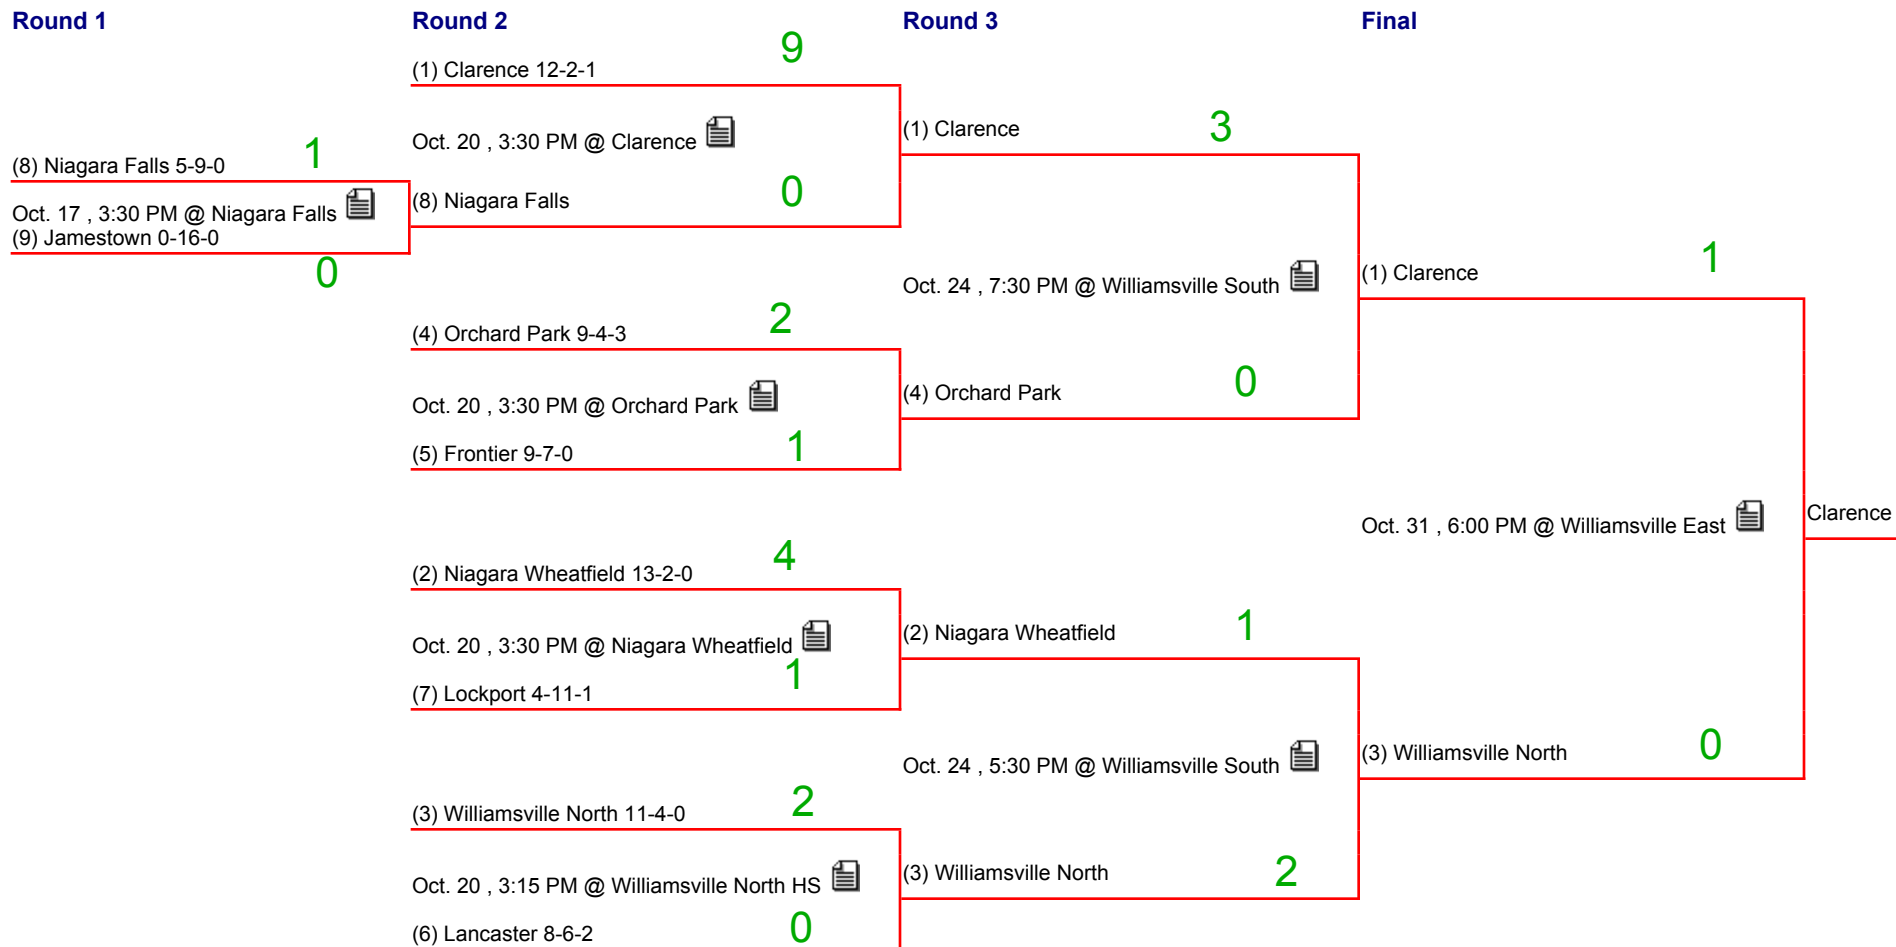 Round 1
Round 2
Round 3
Final
9
(1) Clarence 12-2-1
Oct. 20 , 3:30 PM @ Clarence
(1) Clarence
3
1
(8) Niagara Falls 5-9-0
Oct. 17 , 3:30 PM @ Niagara Falls
(9) Jamestown 0-16-0
0
(8) Niagara Falls
0
Oct. 24 , 7:30 PM @ Williamsville South
(1) Clarence
1
(4) Orchard Park 9-4-3
2
Oct. 20 , 3:30 PM @ Orchard Park
(4) Orchard Park
0
(5) Frontier 9-7-0
1
Oct. 31 , 6:00 PM @ Williamsville East
Clarence
(2) Niagara Wheatfield 13-2-0
4
Oct. 20 , 3:30 PM @ Niagara Wheatfield
(2) Niagara Wheatfield
1
(7) Lockport 4-11-1
1
Oct. 24 , 5:30 PM @ Williamsville South
(3) Williamsville North
0
(3) Williamsville North 11-4-0
2
Oct. 20 , 3:15 PM @ Williamsville North HS
(3) Williamsville North
2
(6) Lancaster 8-6-2
0